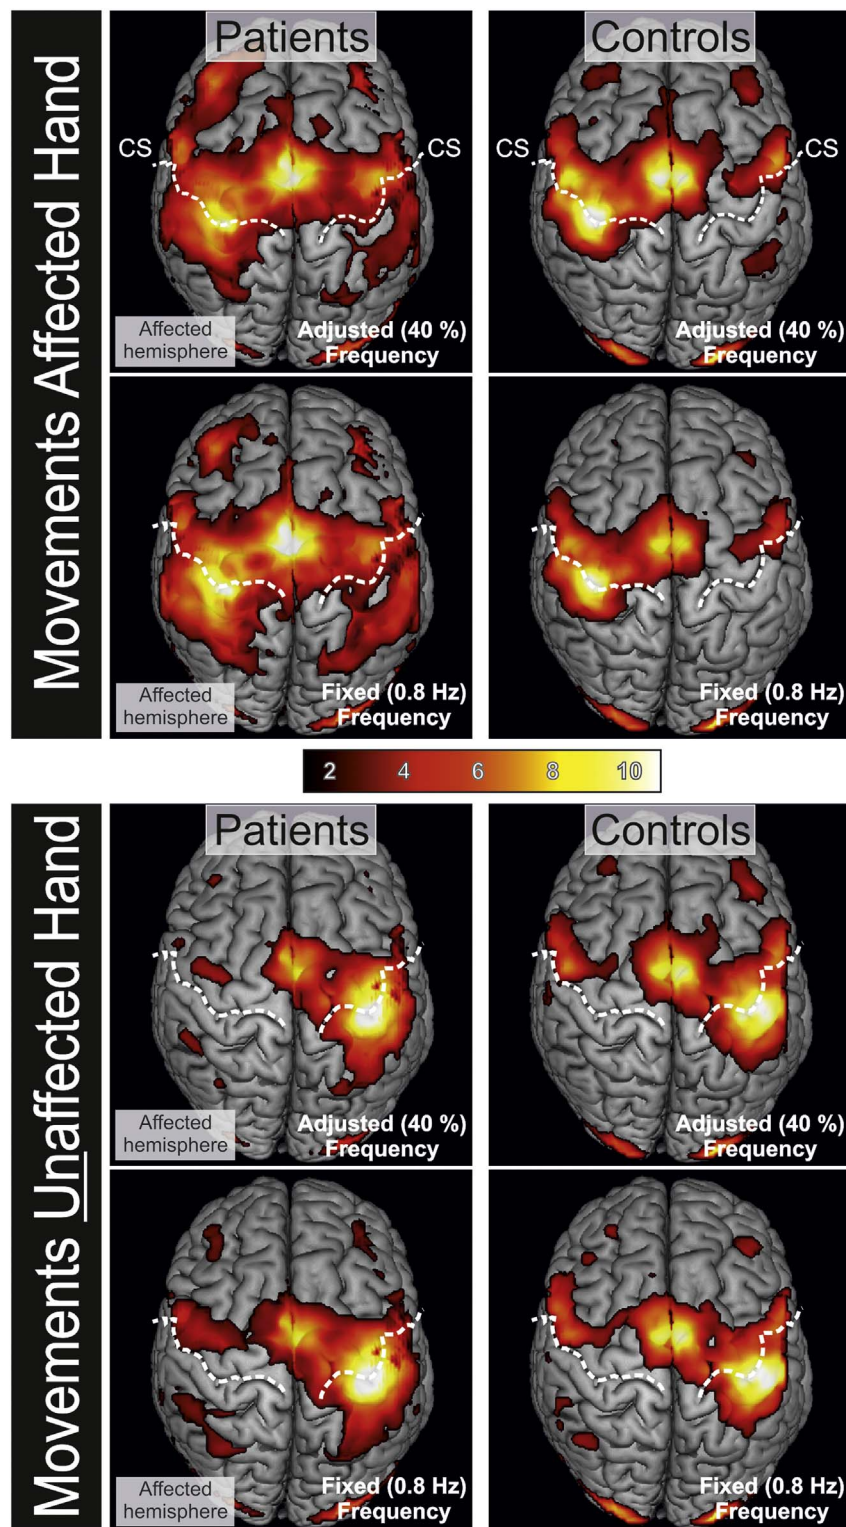 Movements Affected Hand
Patients
Controls
CS
CS
CS
CS
Affected
hemisphere
Adjusted (40 %)
Frequency
Adjusted (40 %)
Frequency
Affected
hemisphere
Fixed (0.8 Hz)
Frequency
Fixed (0.8 Hz)
Frequency
2 4 6 8 10
Movements Unaffected Hand
Patients
Controls
Affected
hemisphere
Adjusted (40 %)
Frequency
Adjusted (40 %)
Frequency
Affected
hemisphere
Fixed (0.8 Hz)
Frequency
Fixed (0.8 Hz)
Frequency